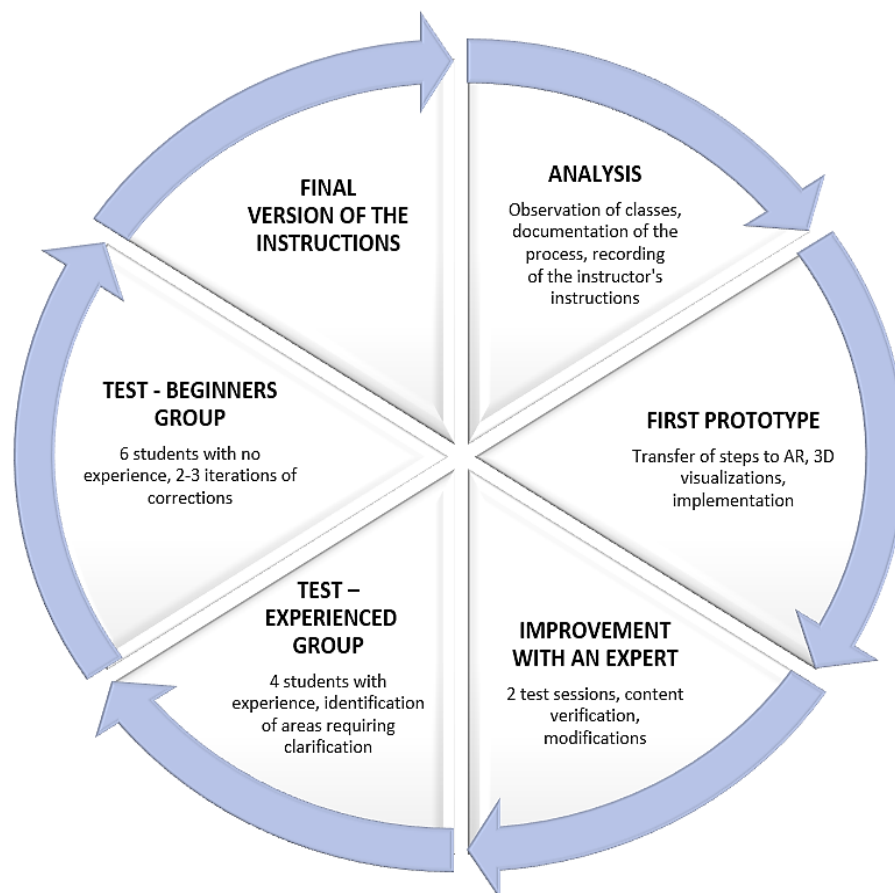 ANALYSIS
Observation of classes,
documentation of the
process, recording
of the instructor's
instructions
FIRST PROTOTYPE
Transfer of steps to AR, 3D
visualizations,
implementation
IMPROVEMENT
WITH AN EXPERT
2 test sessions, content
verification,
modifications
TEST –
EXPERIENCED
GROUP
4 students with
experience, identification
of areas requiring
clarification
TEST - BEGINNERS
GROUP
6 students with no
experience, 2-3 iterations of
corrections
FINAL
VERSION OF THE
INSTRUCTIONS